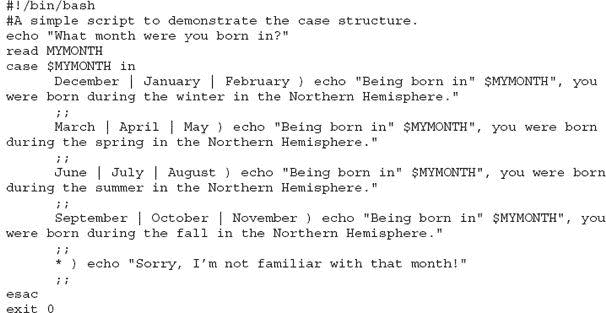 #!/bin/bash
#A simple script to demonstrate the case structure.
echo "What month were you born in?"
read MYMONTH
case $MYMONTH in
December | January | February ) echo "Being born in" $MYMONTH", you
were born during the winter in the Northern Hemisphere."
;;
March | April | May ) echo "Being born in" $MYMONTH", you were born
during the spring in the Northern Hemisphere."
;;
June | July | August ) echo "Being born in" $MYMONTH", you were born
during the summer in the Northern Hemisphere."
;;
September | October | November ) echo "Being born in" $MYMONTH", you
were born during the fall in the Northern Hemisphere."
;;
* ) echo "Sorry, I’m not familiar with that month!"
;;
esac
exit 0